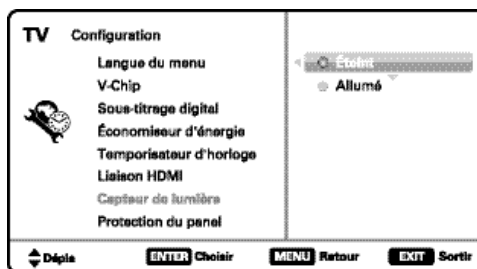 TV Configuration
Langue du menu
Éteint
V-Chip
Allumé
Sous-titrage digital
Économiseur d'énergie
Temporisateur d'horloge
Liaison HDMI
Capteur de lumière
Protection du panel
Dépla ENTER Choisir MENU Retour EXIT Sortir